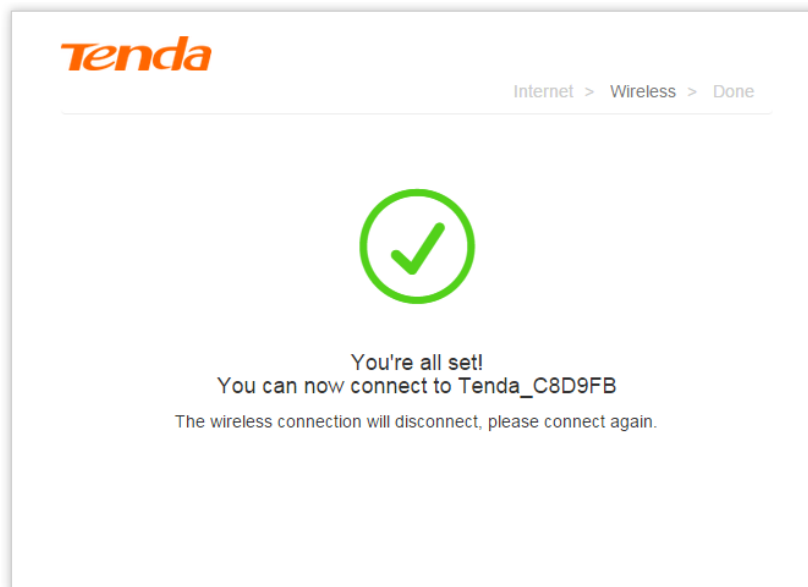 Tenda
Internet > Wireless > Done
You're all set!
You can now connect to Tenda_C8D9FB
The wireless connection will disconnect, please connect again.